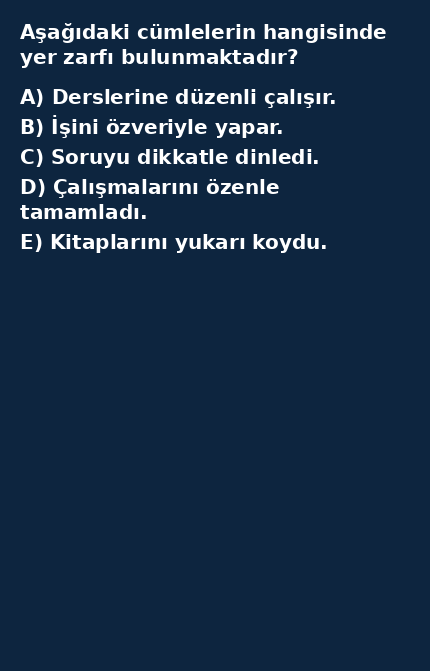 Aşağıdaki cümlelerin hangisinde
yer zarfı bulunmaktadır?
A) Derslerine düzenli çalışır.
B) İşini özveriyle yapar.
C) Soruyu dikkatle dinledi.
D) Çalışmalarını özenle
tamamladı.
E) Kitaplarını yukarı koydu.